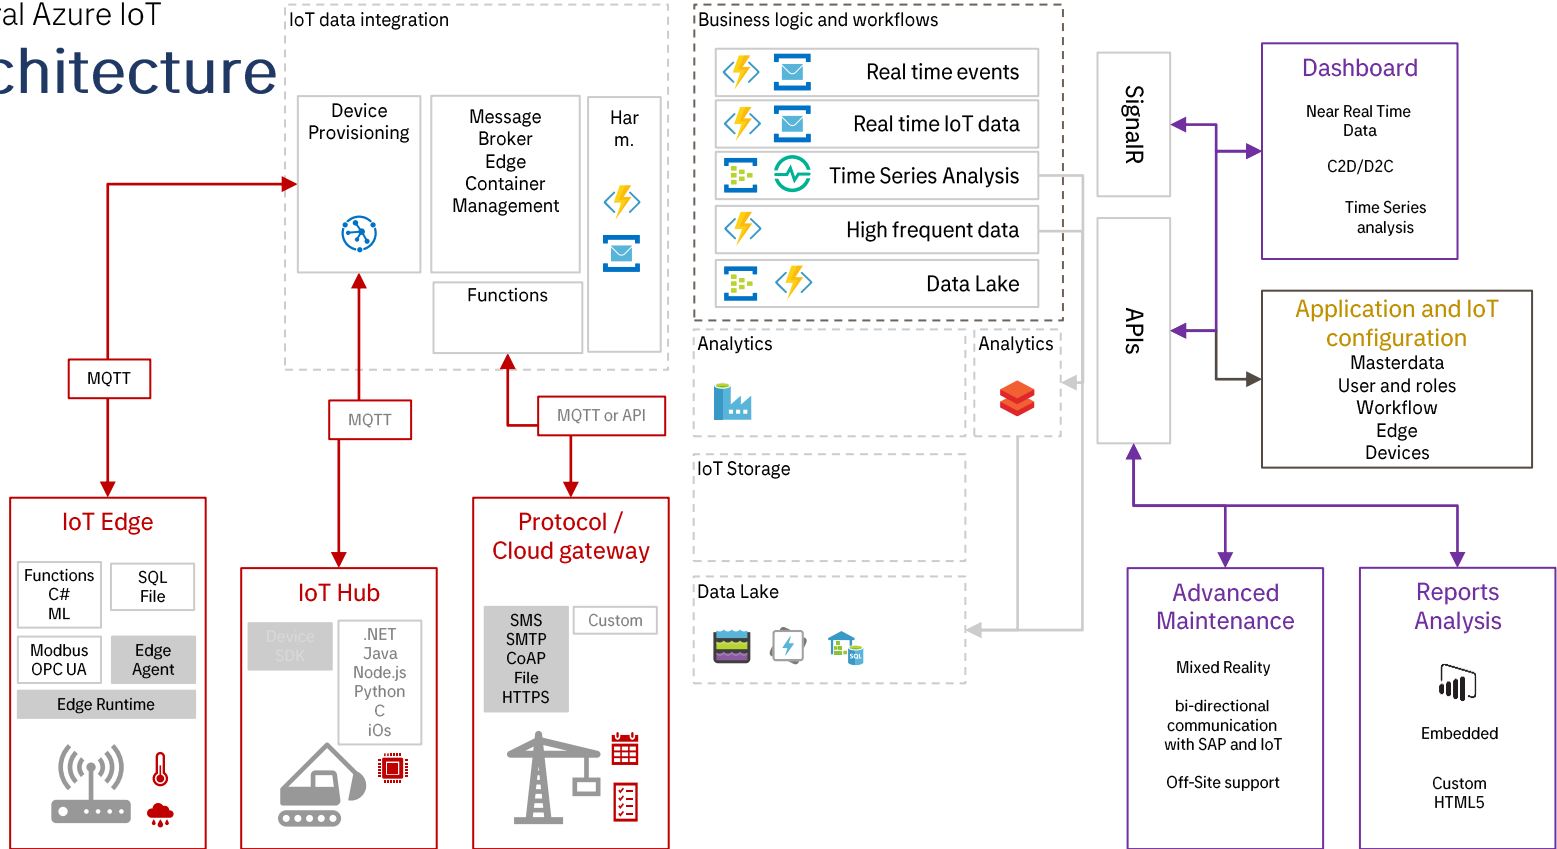 ral Azure IoT
chitecture
IoT data integration
Device
Provisioning
Message
Broker
Edge
Container
Management
Har
m.
Functions
MQTT
MQTT
MQTT or API
IoT Edge
Functions
C#
ML
SQL
File
Modbus
OPC UA
Edge
Agent
Edge Runtime
IoT Hub
Device
SDK
.NET
Java
Node.js
Python
C
iOs
Protocol /
Cloud gateway
SMS
SMTP
CoAP
File
HTTPS
Custom
Business logic and workflows
Real time events
Real time IoT data
Time Series Analysis
High frequent data
Data Lake
Analytics
Analytics
IoT Storage
Data Lake
SQL
SignalR
APIs
Dashboard
Near Real Time
Data
C2D/D2C
Time Series
analysis
Application and IoT
configuration
Masterdata
User and roles
Workflow
Edge
Devices
Advanced
Maintenance
Mixed Reality
bi-directional
communication
with SAP and IoT
Off-Site support
Reports
Analysis
Embedded
Custom
HTML5